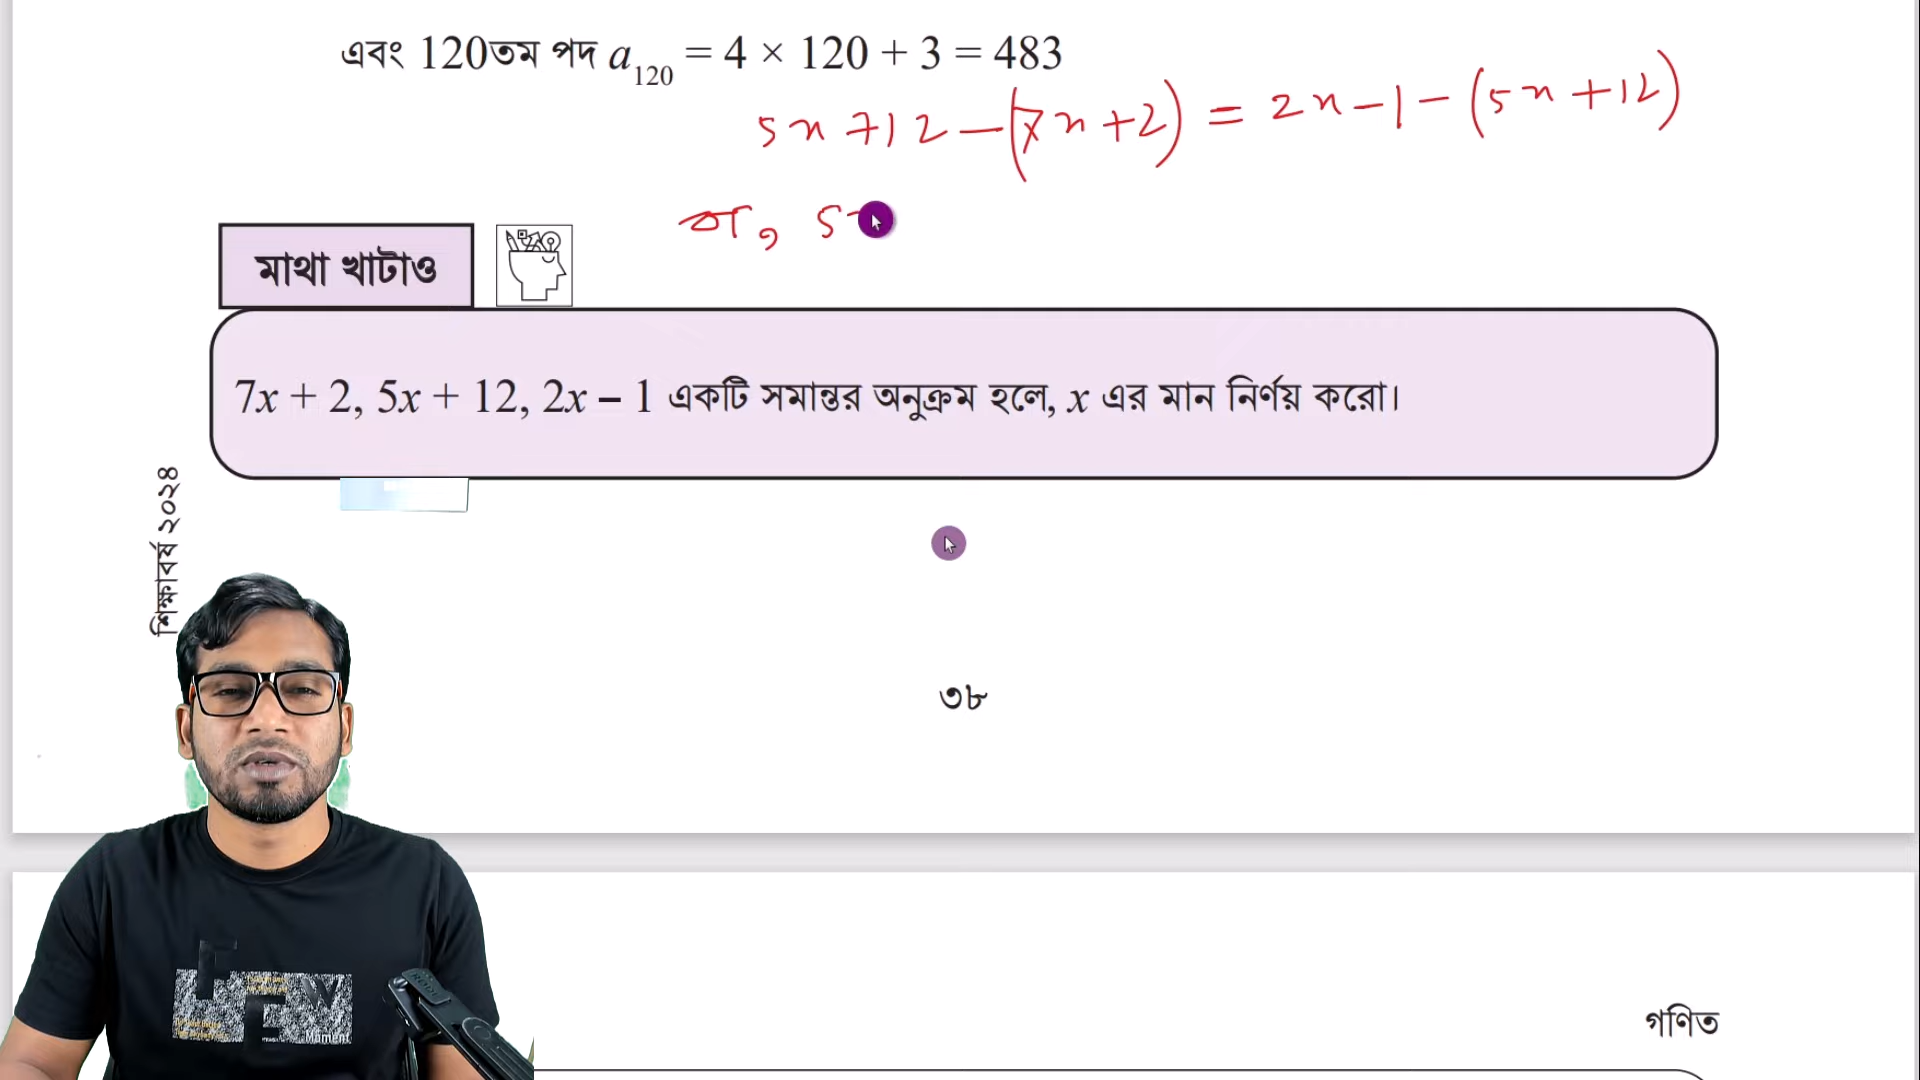 এবং 120তম পদ a₁₂₀ = 4 × 120 + 3 = 483
5x+12-(7x+2) = 2x-1-(5x+12)
বা, 5
মাথা খাটাও
7x + 2, 5x + 12, 2x – 1 একটি সমান্তর অনুক্রম হলে, x এর মান নির্ণয় করো।
শিক্ষাবর্ষ ২০২৪
৩৮
Moment
গণিত